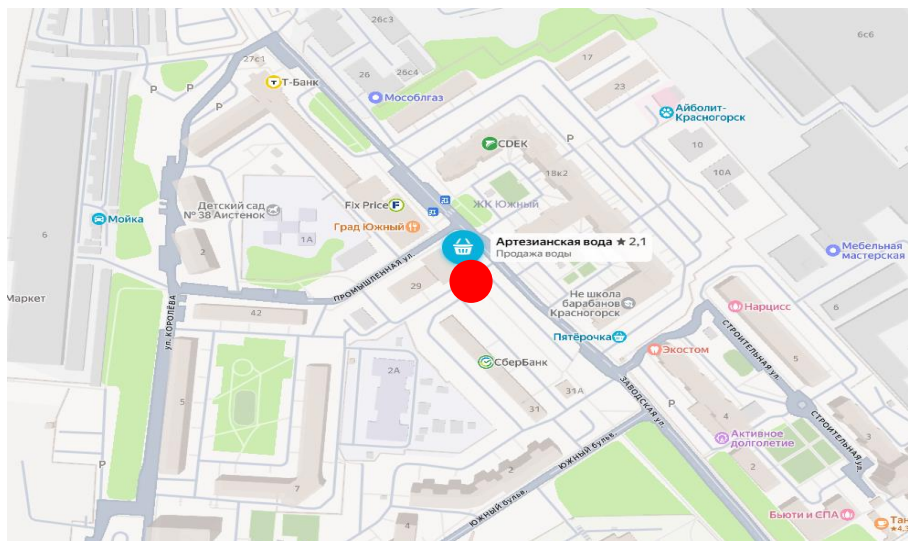 26с3
6с6
27с1
Т-Банк
26
26с4
17
Мособлгаз
23
Р
Р
Р
Айболит-
Красногорск
CDEK
Р
10
10А
18к2
Детский сад
№ 38 Аистенок
Fix Price
ЖК Южный
Мойка
Град Южный
1А
6
2
Артезианская вода ★ 2,1
Продажа воды
Мебельная
мастерская
ПРОМЫШЛЕННАЯ ул.
29
Маркет
Не школа
барабанов
Красногорск
Нарцисс
6
42
ул. КОРОЛЁВА
Пятёрочка
СТРОИТЕЛЬНАЯ ул.
Экостом
5
СберБанк
2А
5
31А
31
ЗАВОДСКАЯ ул.
Р
4
СТРОИТЕЛЬНАЯ ул.
3
Активное
долголетие
ЮЖНЫЙ бульв.
Р
2
7
ЮЖНЫЙ бульв.
4
Бьюти и СПА
Тан
★4,3